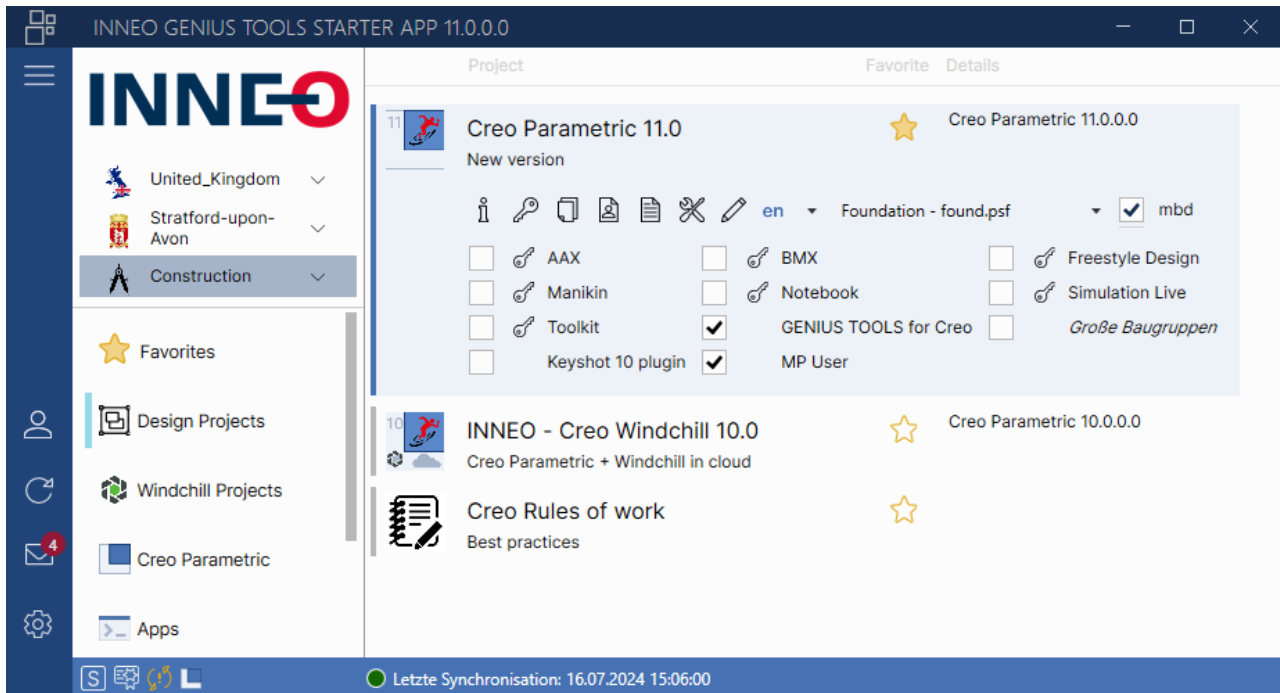 INNEO GENIUS TOOLS STARTER APP 11.0.0.0
INNEO
United_Kingdom
Stratford-upon-
Avon
Construction
Favorites
Design Projects
Windchill Projects
Creo Parametric
Apps
4
Project Favorite Details
11 Creo Parametric 11.0 Creo Parametric 11.0.0.0
New version
en Foundation - found.psf mbd
AAX BMX Freestyle Design
Manikin Notebook Simulation Live
Toolkit GENIUS TOOLS for Creo Große Baugruppen
Keyshot 10 plugin MP User
10 INNEO - Creo Windchill 10.0 Creo Parametric 10.0.0.0
Creo Parametric + Windchill in cloud
Creo Rules of work
Best practices
S Letzte Synchronisation: 16.07.2024 15:06:00